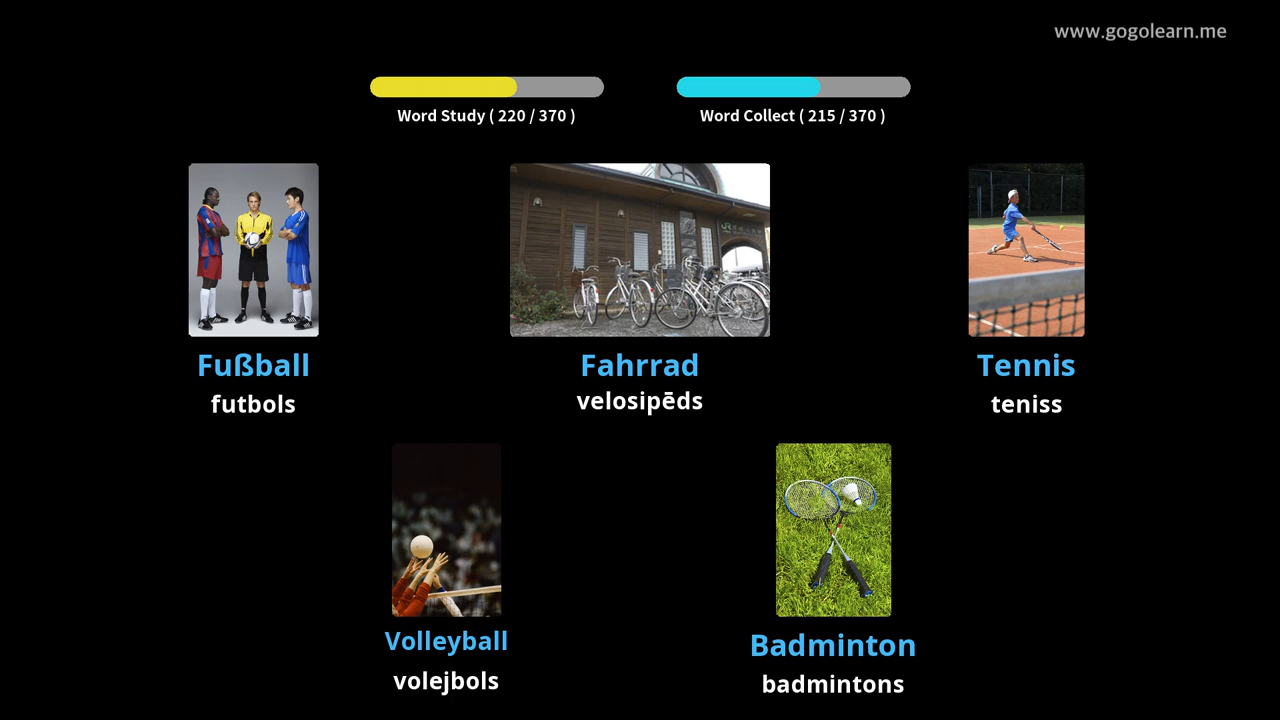 www.gogolearn.me
Word Study ( 220 / 370 )
Word Collect ( 215 / 370 )
Fußball
futbols
Fahrrad
velosipēds
Tennis
teniss
Volleyball
volejbols
Badminton
badmintons